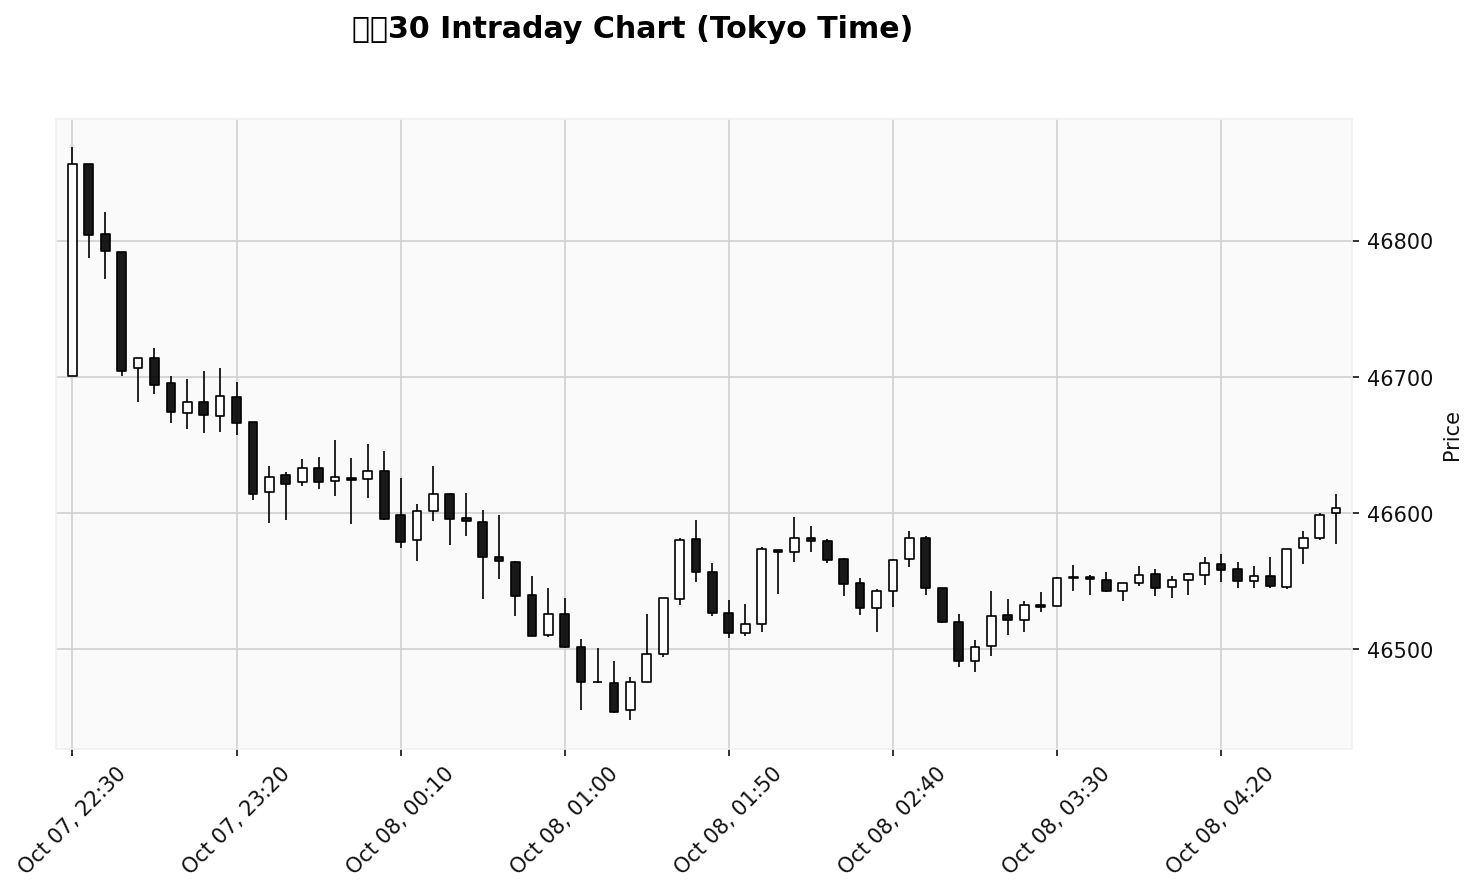 30 Intraday Chart (Tokyo Time)
46800
46700
46600
46500
Price
Oct 07, 22:30
Oct 07, 23:20
Oct 08, 00:10
Oct 08, 01:00
Oct 08, 01:50
Oct 08, 02:40
Oct 08, 03:30
Oct 08, 04:20